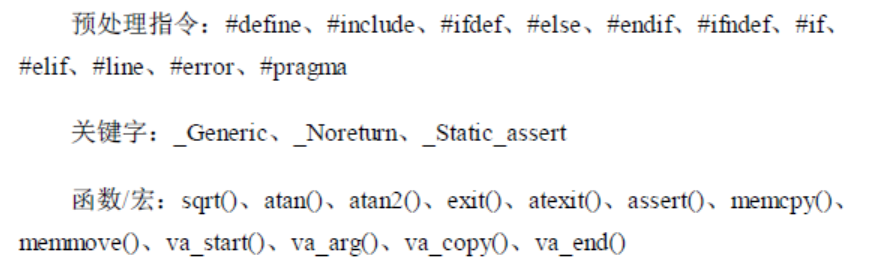 预处理指令：#define、#include、#ifdef、#else、#endif、#ifndef、#if、
#elif、#line、#error、#pragma
关键字：_Generic、_Noreturn、_Static_assert
函数/宏：sqrt()、atan()、atan2()、exit()、atexit()、assert()、memcpy()、
memmove()、va_start()、va_arg()、va_copy()、va_end()